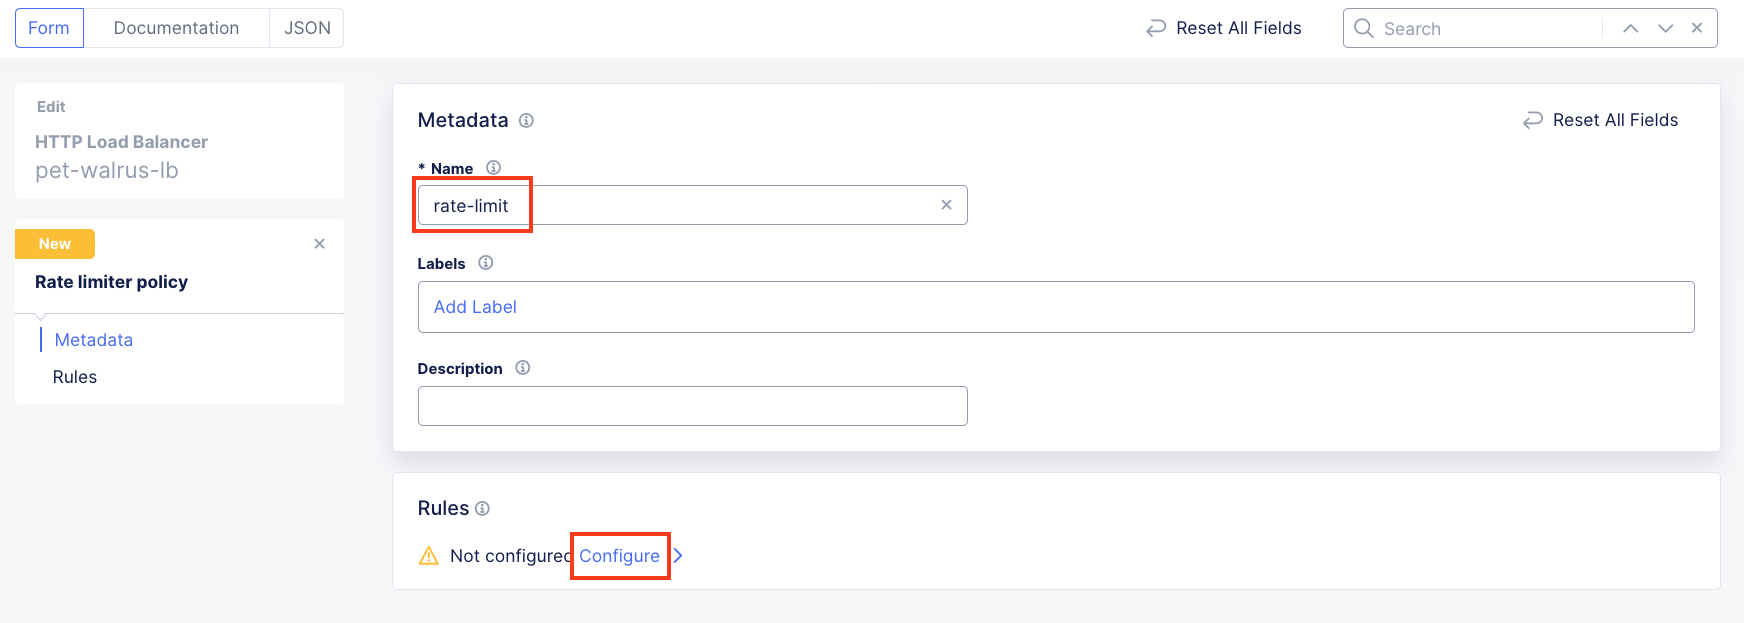 Form Documentation JSON Reset All Fields Search
Edit
HTTP Load Balancer
pet-walrus-lb
New
Rate limiter policy
Metadata
Rules
Metadata Reset All Fields
* Name
rate-limit
Labels
Add Label
Description
Rules
Not configured Configure